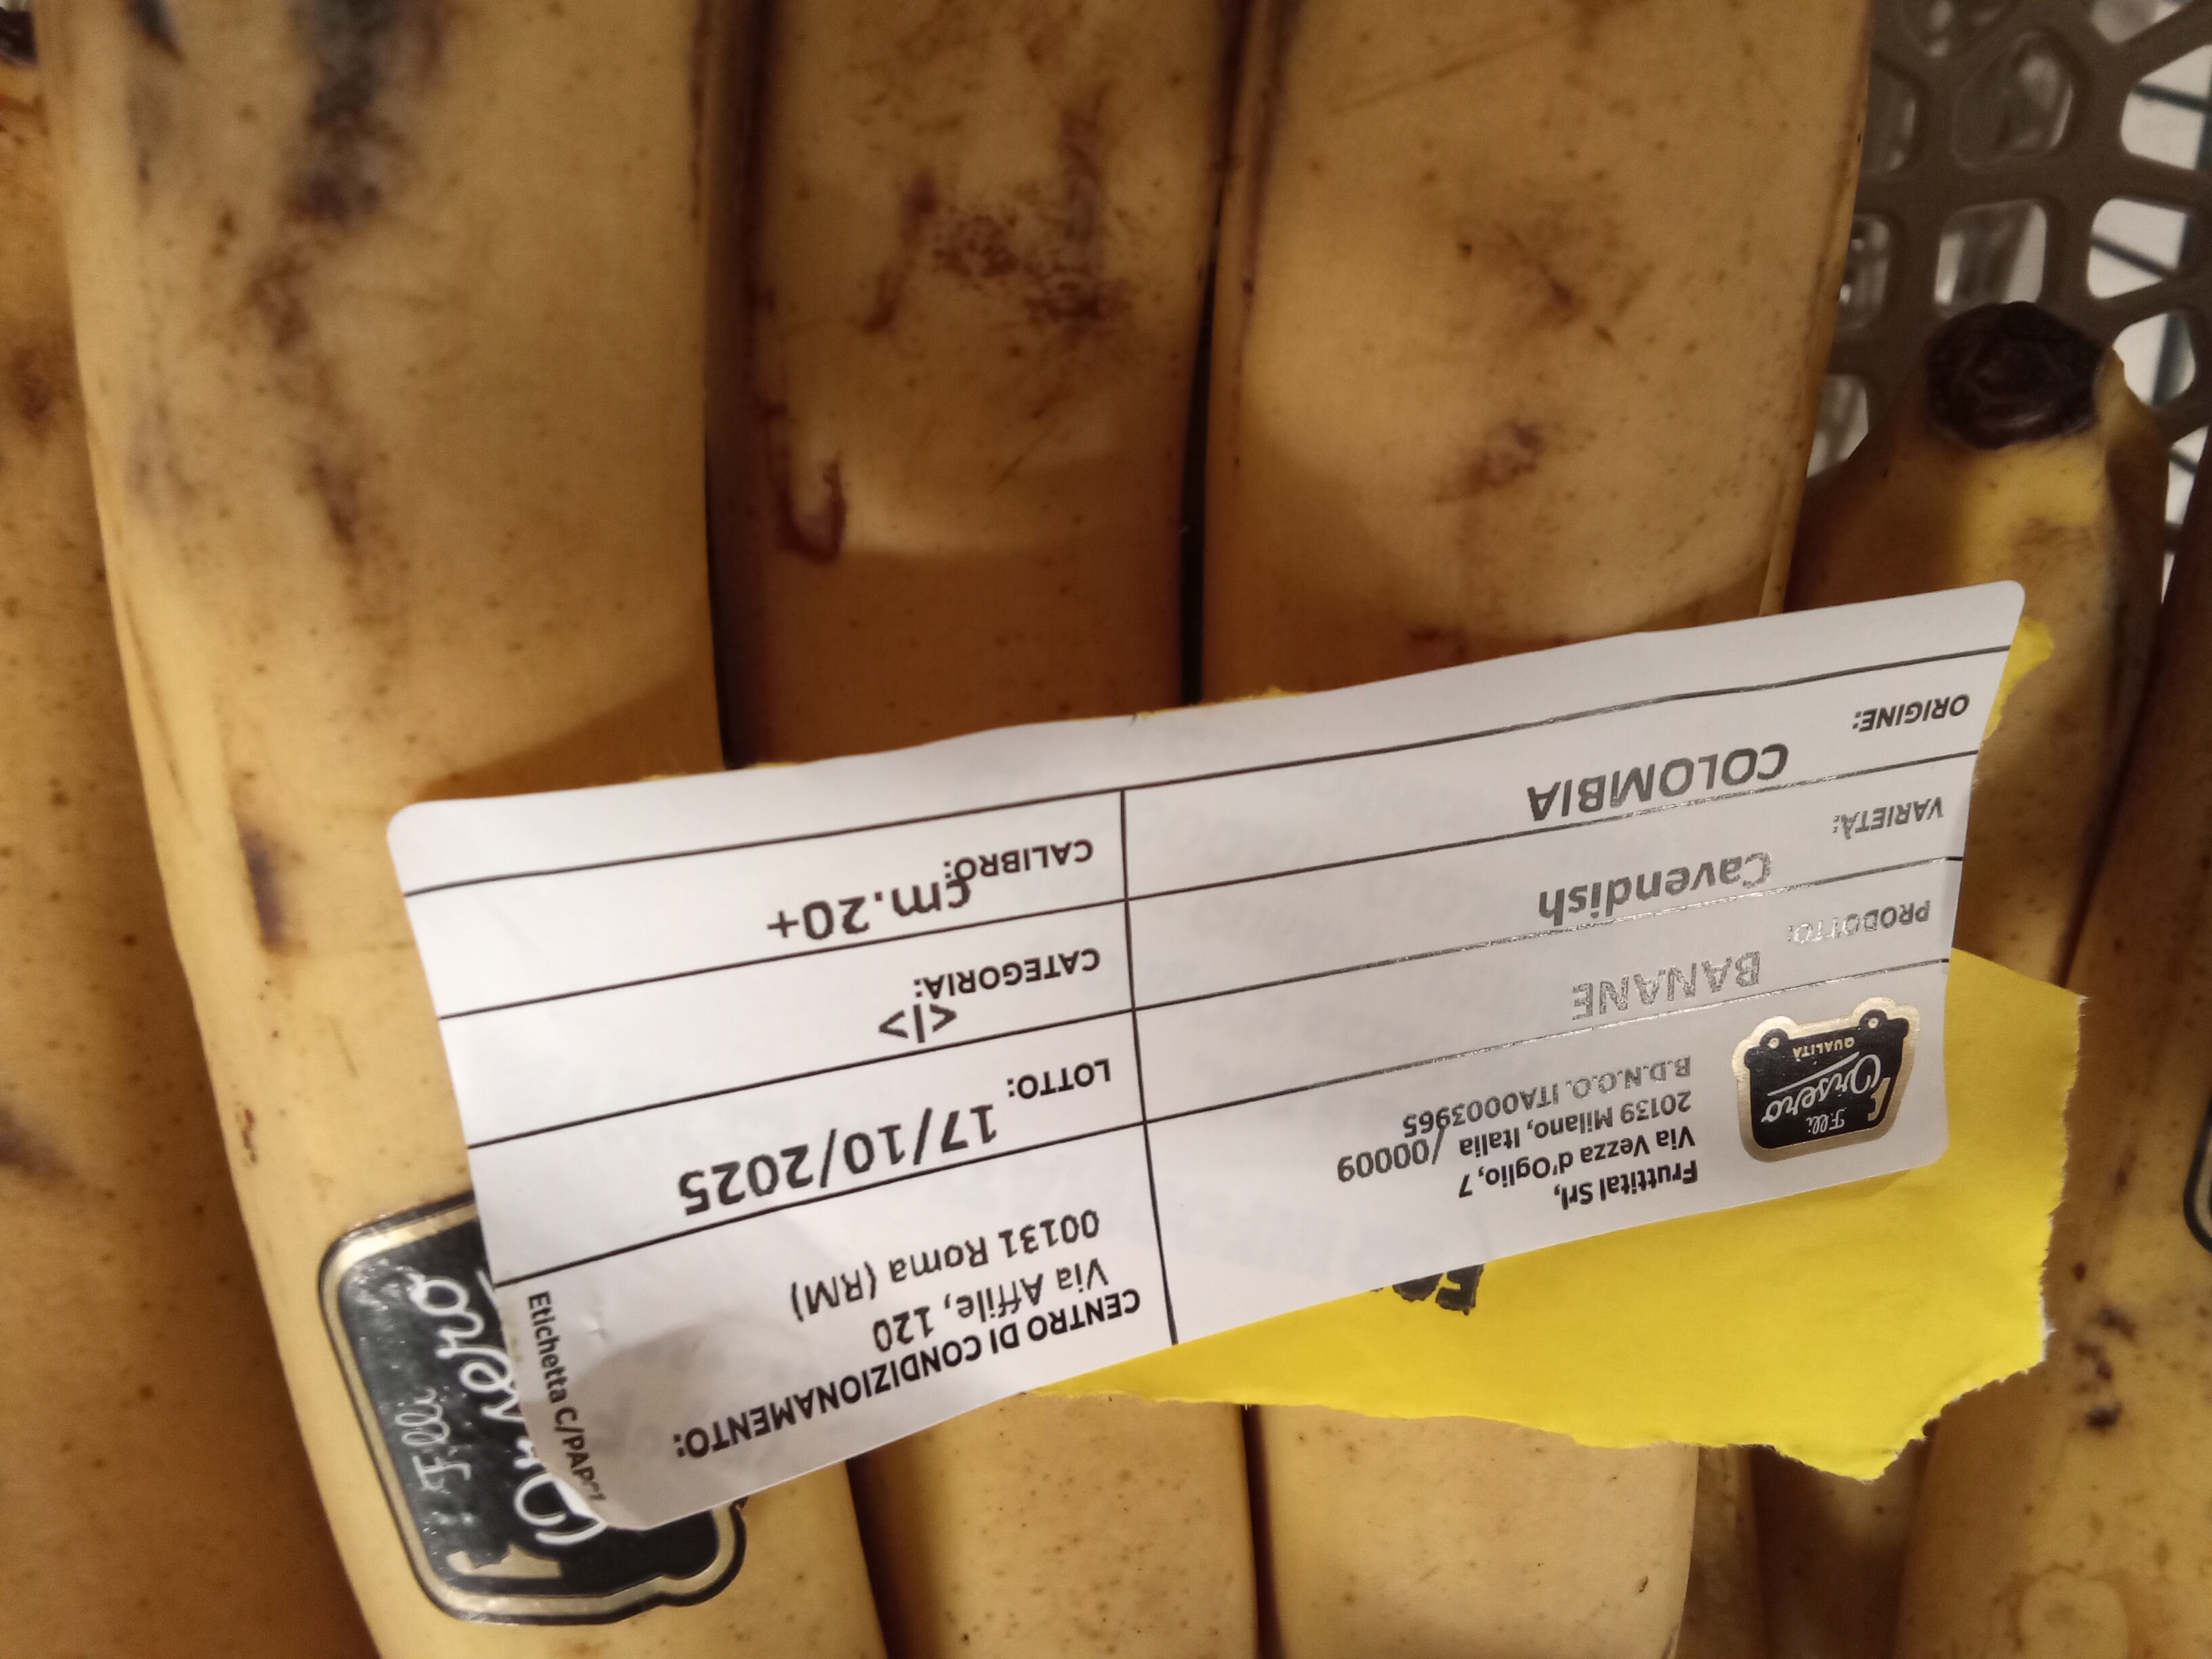 F.lli
Orsero
QUALITÀ
Fruttital Srl,
Via Vezza d'Oglio, 7
20139 Milano, Italia
B.D.N.O.O. ITA0003965/00009
PRODOTTO:
BANANE
VARIETÀ:
Cavendish
ORIGINE:
COLOMBIA
CENTRO DI CONDIZIONAMENTO:
Via Affile, 120
00131 Roma (RM)
LOTTO:
17/10/2025
CATEGORIA:
<I>
CALIBRO:
cm.20+
Etichetta C/PAP
F.lli
Orsero